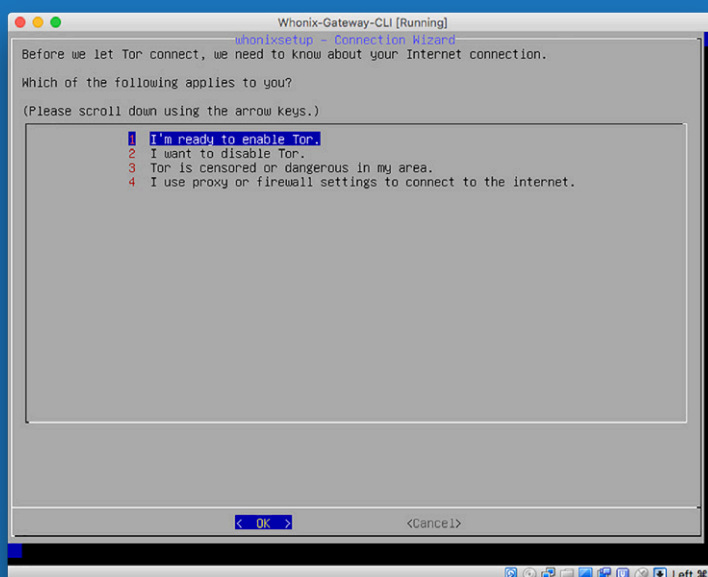 Whonix-Gateway-CLI [Running]
whonixsetup - Connection Wizard
Before we let Tor connect, we need to know about your Internet connection.
Which of the following applies to you?
(Please scroll down using the arrow keys.)
1 I'm ready to enable Tor.
2 I want to disable Tor.
3 Tor is censored or dangerous in my area.
4 I use proxy or firewall settings to connect to the internet.
< OK > <Cancel>
Left ⌘